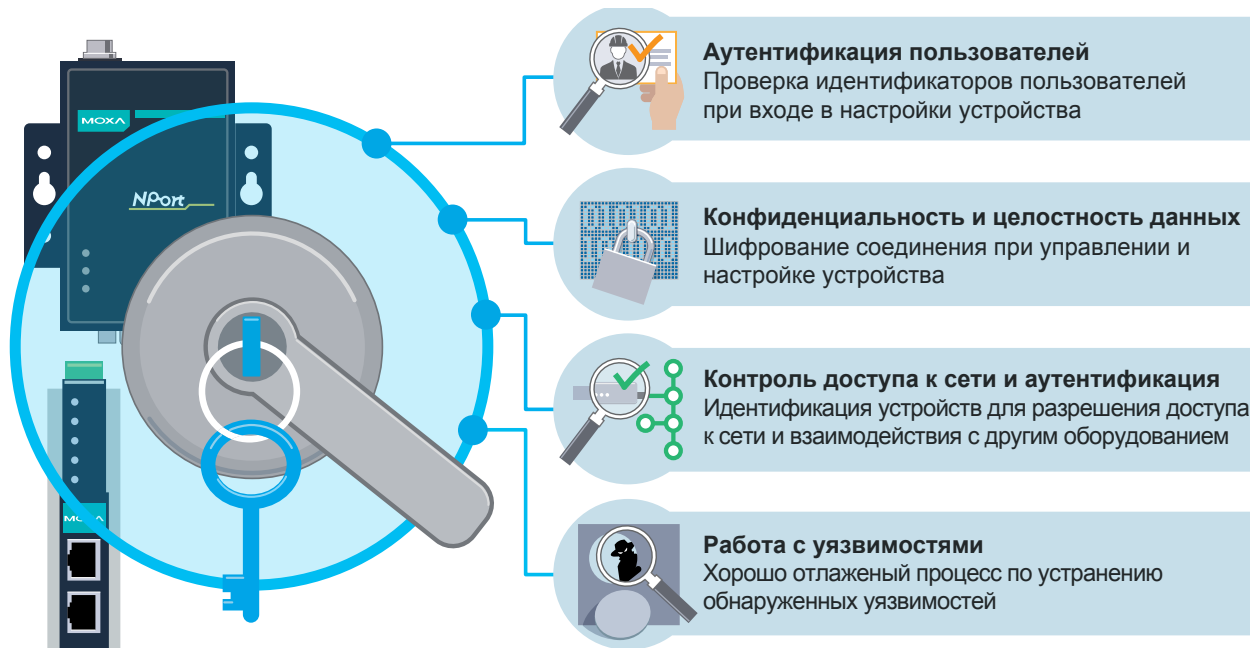 MOXA
NPort
MOXA
Аутентификация пользователей
Проверка идентификаторов пользователей
при входе в настройки устройства
Конфиденциальность и целостность данных
Шифрование соединения при управлении и
настройке устройства
Контроль доступа к сети и аутентификация
Идентификация устройств для разрешения доступа
к сети и взаимодействия с другим оборудованием
Работа с уязвимостями
Хорошо отлаженый процесс по устранению
обнаруженных уязвимостей